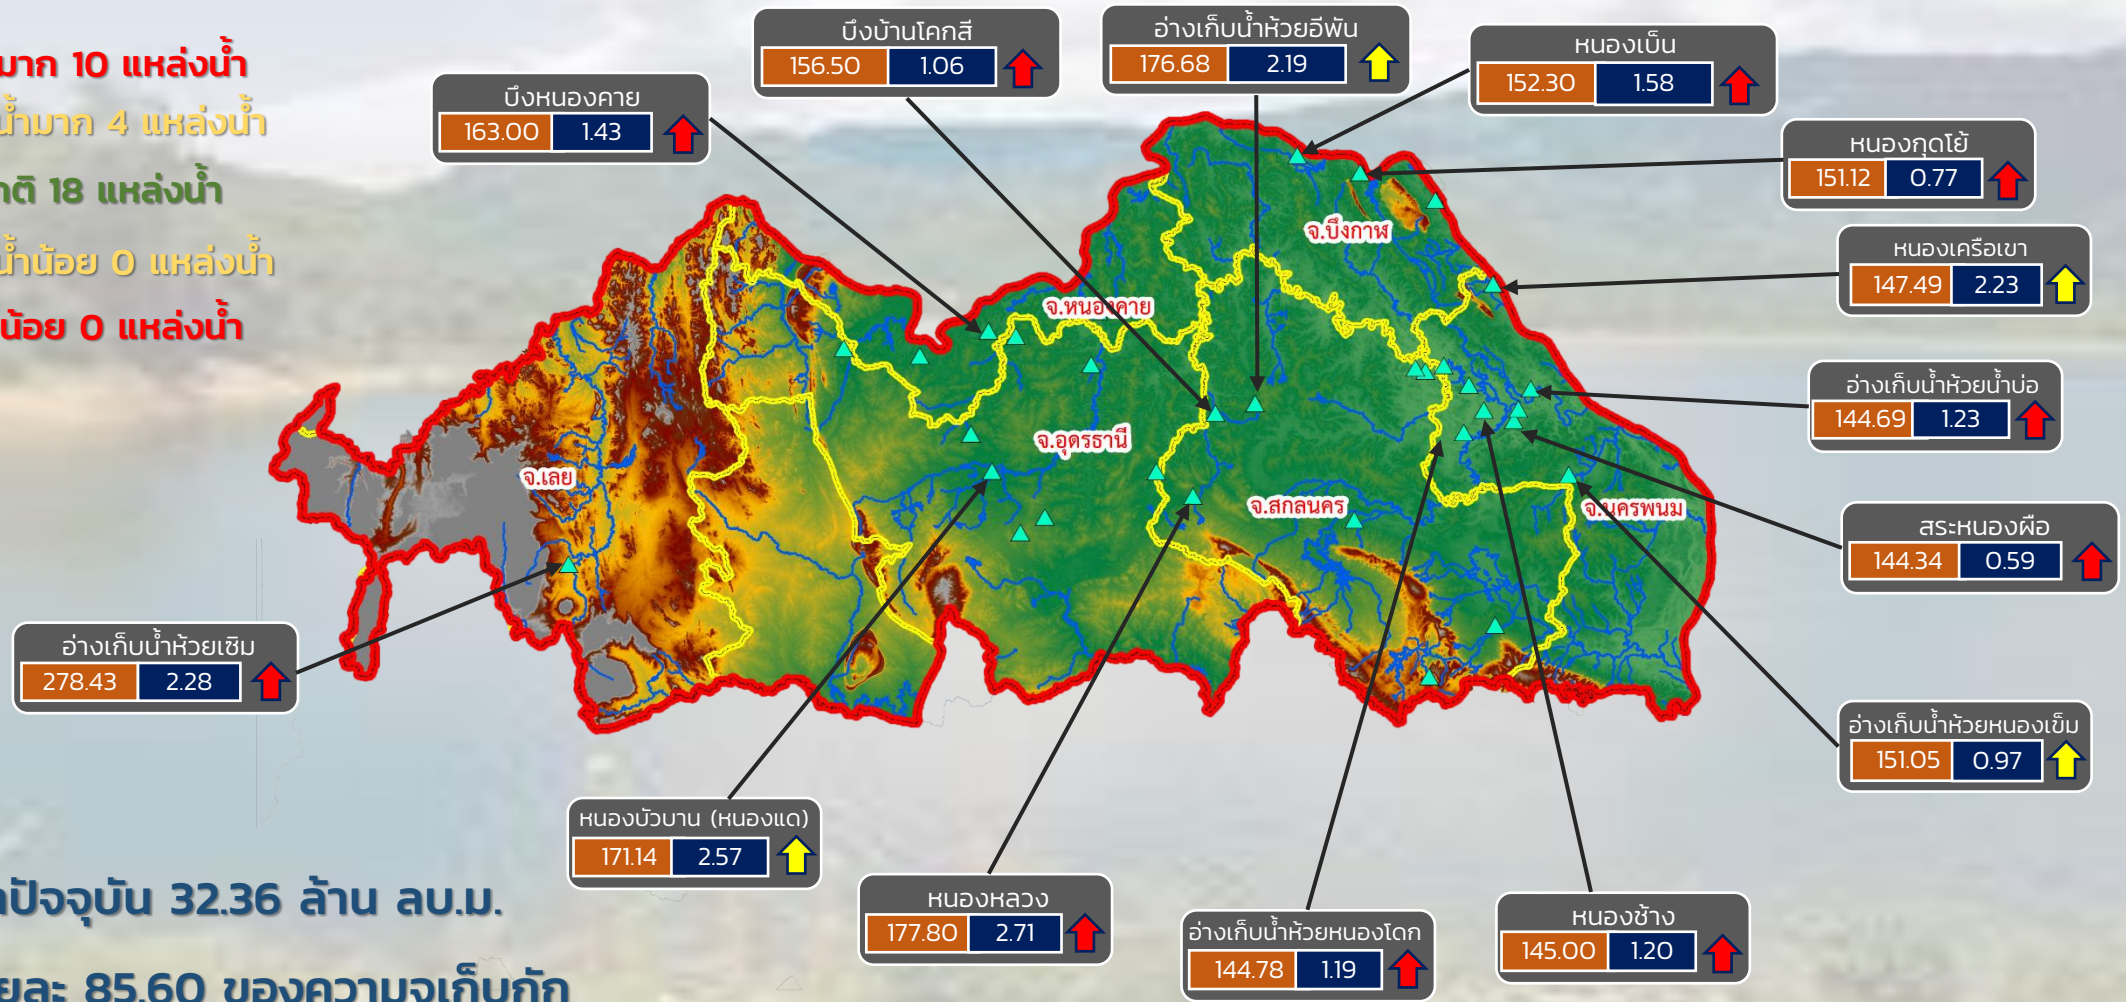 มาก 10 แหล่งน้ำ
น้ำมาก 4 แหล่งน้ำ
18 แหล่งน้ำ
น้ำน้อย 0 แหล่งน้ำ
น้อย 0 แหล่งน้ำ
บึงหนองคาย
163.00 1.43
บึงบ้านโคกสี
156.50 1.06
อ่างเก็บน้ำห้วยอีพัน
176.68 2.19
หนองเบ็น
152.30 1.58
หนองกุดโย้
151.12 0.77
หนองเครือเขา
147.49 2.23
อ่างเก็บน้ำห้วยน้ำบ่อ
144.69 1.23
สระหนองผือ
144.34 0.59
อ่างเก็บน้ำห้วยหนองเข็ม
151.05 0.97
จ.บึงกาฬ
จ.หนองคาย
จ.อุดรธานี
จ.เลย
จ.สกลนคร
จ.นครพนม
อ่างเก็บน้ำห้วยเซิม
278.43 2.28
หนองบัวบาน (หนองแด)
171.14 2.57
หนองหลวง
177.80 2.71
อ่างเก็บน้ำห้วยหนองโดก
144.78 1.19
หนองช้าง
145.00 1.20
ปัจจุบัน 32.36 ล้าน ลบ.ม.
ยละ 85.60 ของความจุเก็บกัก